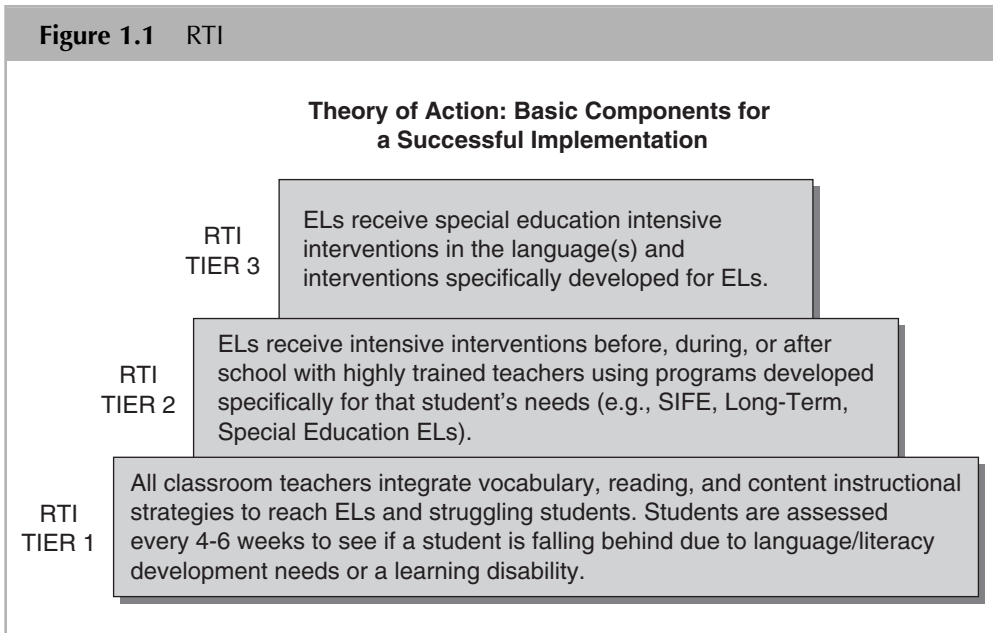 Figure 1.1 RTI
Theory of Action: Basic Components for
a Successful Implementation
RTI
TIER 3
ELs receive special education intensive
interventions in the language(s) and
interventions specifically developed for ELs.
RTI
TIER 2
ELs receive intensive interventions before, during, or after
school with highly trained teachers using programs developed
specifically for that student's needs (e.g., SIFE, Long-Term,
Special Education ELs).
RTI
TIER 1
All classroom teachers integrate vocabulary, reading, and content instructional
strategies to reach ELs and struggling students. Students are assessed
every 4-6 weeks to see if a student is falling behind due to language/literacy
development needs or a learning disability.